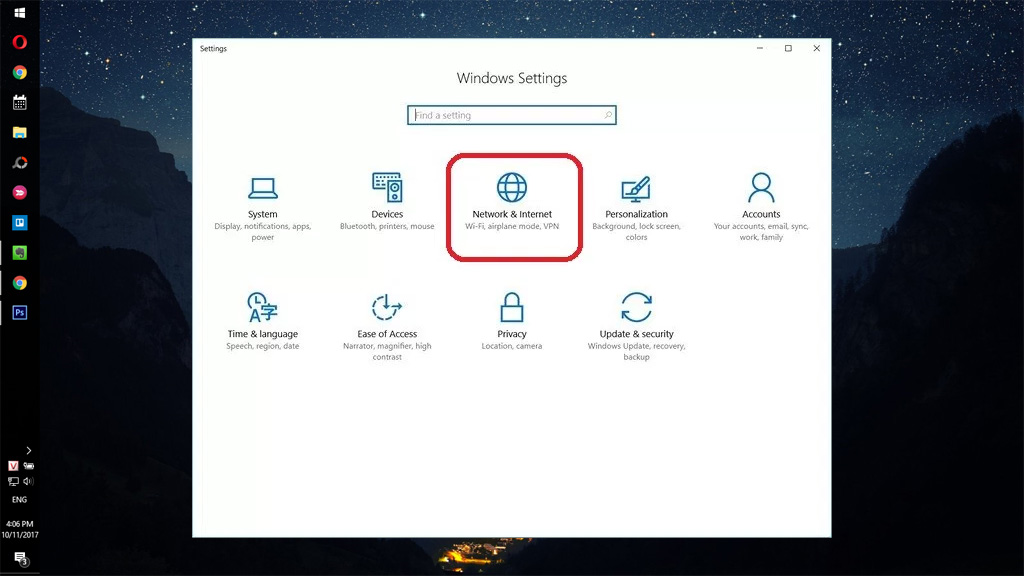 Settings
Windows Settings
Find a setting
System
Display, notifications, apps,
power
Devices
Bluetooth, printers, mouse
Network & Internet
Wi-Fi, airplane mode, VPN
Personalization
Background, lock screen,
colors
Accounts
Your accounts, email, sync,
work, family
Time & language
Speech, region, date
Ease of Access
Narrator, magnifier, high
contrast
Privacy
Location, camera
Update & security
Windows Update, recovery,
backup
Ps
V
ENG
4:06 PM
10/11/2017
3